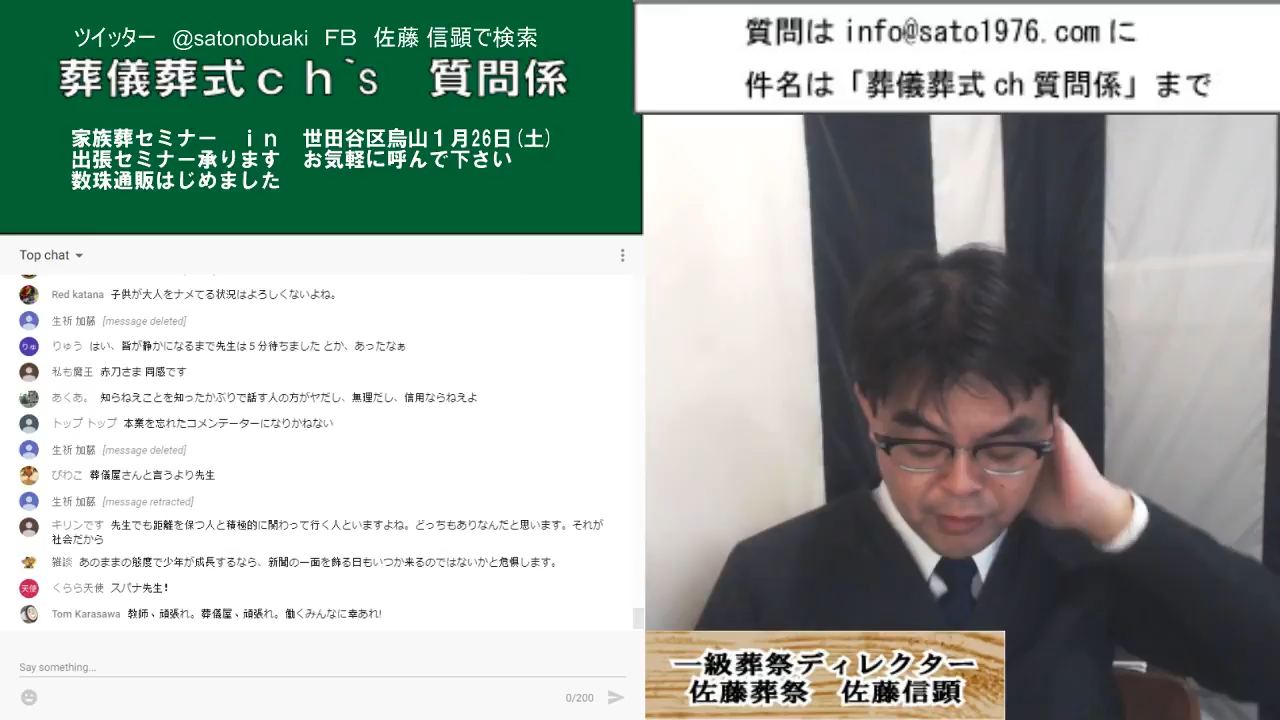 ツイッター @satonobuaki FB 佐藤 信顕で検索
葬儀葬式ch`s 質問係
家族葬セミナー in 世田谷区烏山1月26日(土)
出張セミナー承ります お気軽に呼んで下さい
数珠通販はじめました
質問は info@sato1976.com に
件名は「葬儀葬式 ch 質問係」まで
Top chat
Red katana 子供が大人をナメてる状況はよろしくないよね。
生祈 加藤 [message deleted]
りゅ りゅう はい、皆が静かになるまで先生は5分待ちました とか、あったなぁ
私も魔王 赤刀さま 同感です
あくあ。 知らねえことを知ったかぶりで話す人の方がヤだし、無理だし、信用ならねえよ
トップ トップ 本業を忘れたコメンテーターになりかねない
生祈 加藤 [message deleted]
びわこ 葬儀屋さんと言うより先生
生祈 加藤 [message retracted]
キリンです 先生でも距離を保つ人と積極的に関わって行く人といますよね。どっちもありなんだと思います。それが
社会だから
雑談 あのままの態度で少年が成長するなら、新聞の一面を飾る日もいつか来るのではないかと危惧します。
天使 くらら天使 スパナ先生！
Tom Karasawa 教師、頑張れ。葬儀屋、頑張れ。働くみんなに幸あれ!
Say something...
0/200
一級葬祭ディレクター
佐藤葬祭 佐藤信顕